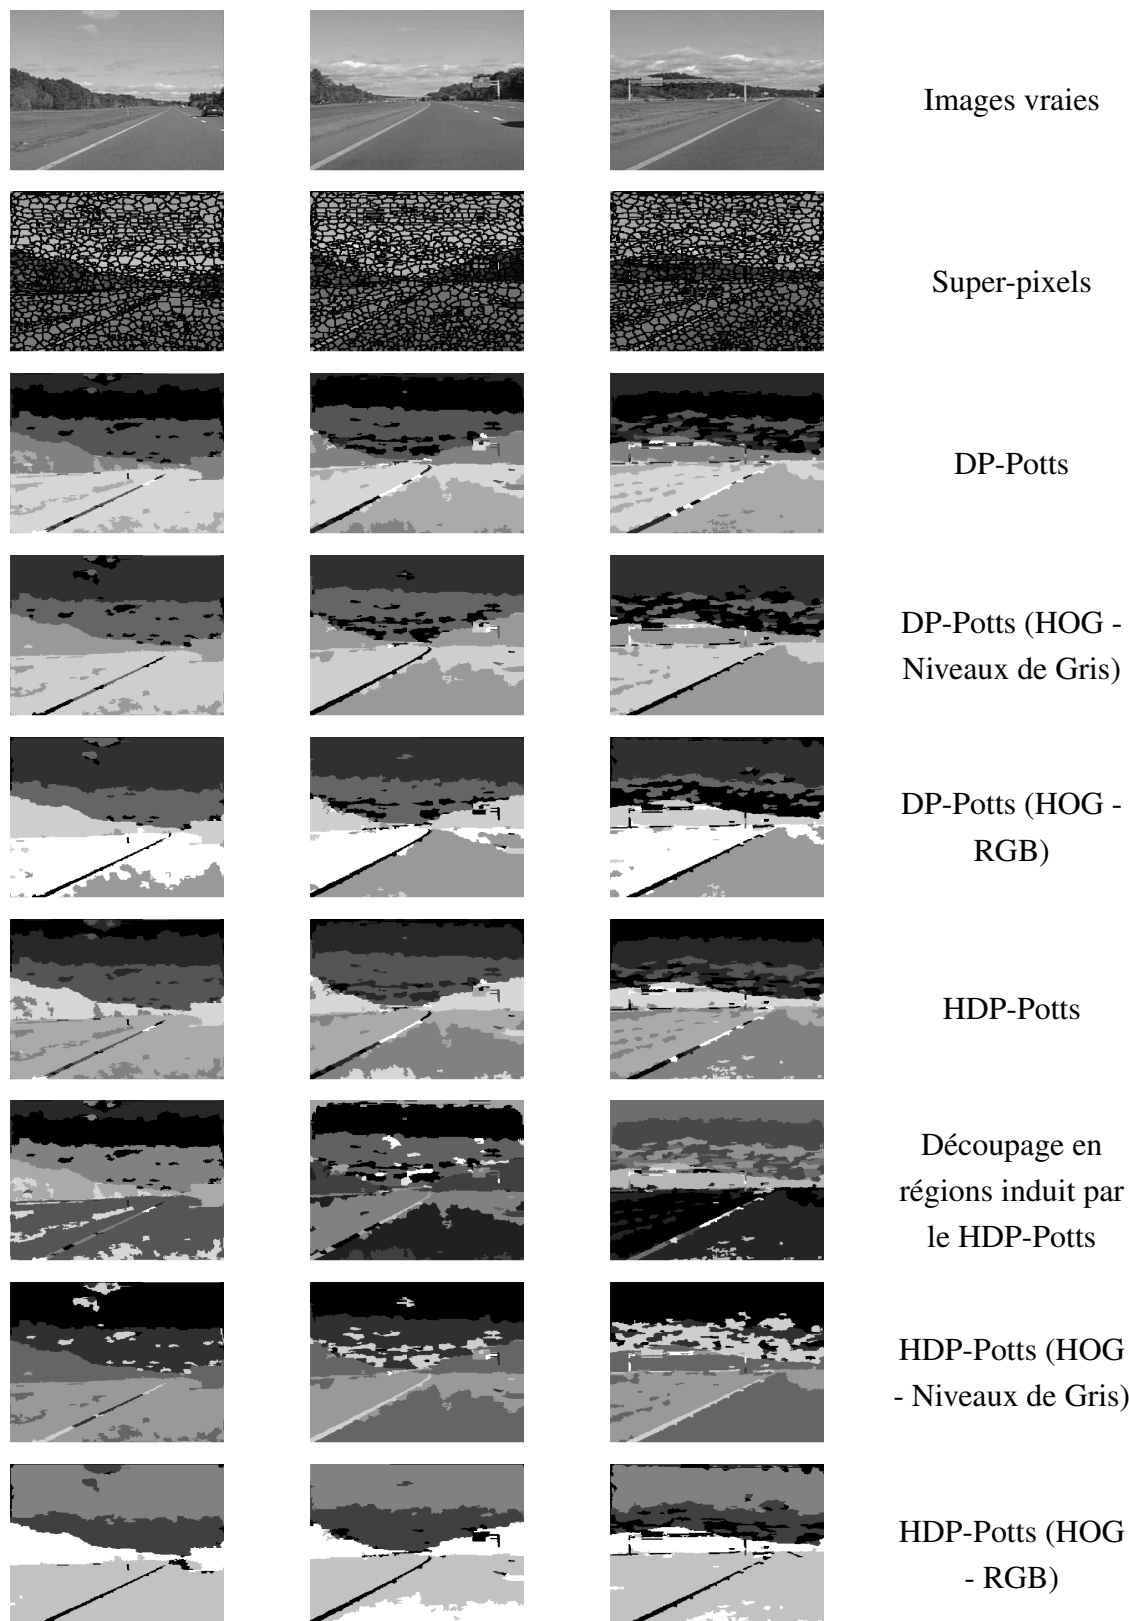 Images vraies
Super-pixels
DP-Potts
DP-Potts (HOG -
Niveaux de Gris)
DP-Potts (HOG -
RGB)
HDP-Potts
Découpage en
régions induit par
le HDP-Potts
HDP-Potts (HOG
- Niveaux de Gris)
HDP-Potts (HOG
- RGB)